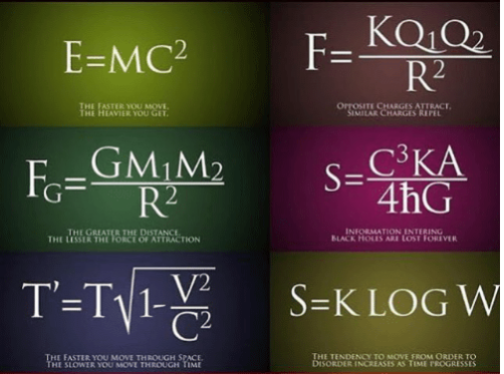 E=MC²
THE FASTER YOU MOVE,
THE HEAVIER YOU GET.
F=KQ₁Q₂/R²
OPPOSITE CHARGES ATTRACT,
SIMILAR CHARGES REPEL
F_G=GM₁M₂/R²
THE GREATER THE DISTANCE,
THE LESSER THE FORCE OF ATTRACTION
S=C³KA/4ħG
INFORMATION ENTERING
BLACK HOLES ARE LOST FOREVER
T'=T√1-V²/C²
THE FASTER YOU MOVE THROUGH SPACE,
THE SLOWER YOU MOVE THROUGH TIME
S=K LOG W
THE TENDENCY TO MOVE FROM ORDER TO
DISORDER INCREASES AS TIME PROGRESSES